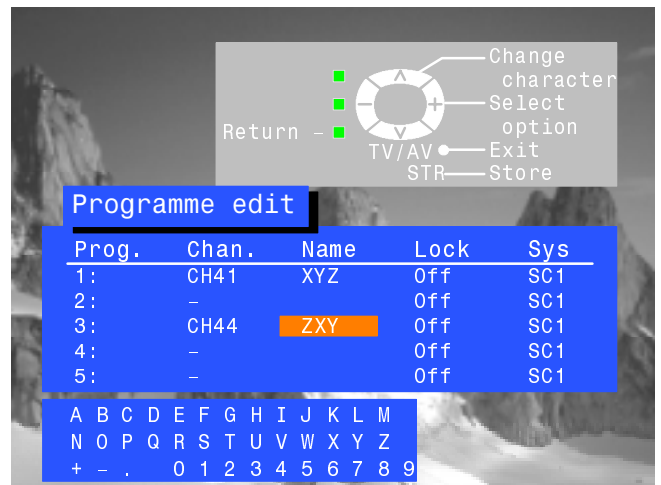 Change
character
Select
option
Return –
TV/AV
Exit
STR
Store
Programme edit
Prog. Chan. Name Lock Sys
1: CH41 XYZ Off SC1
2: – Off SC1
3: CH44 ZXY Off SC1
4: – Off SC1
5: – Off SC1
A B C D E F G H I J K L M
N O P Q R S T U V W X Y Z
+ – . 0 1 2 3 4 5 6 7 8 9